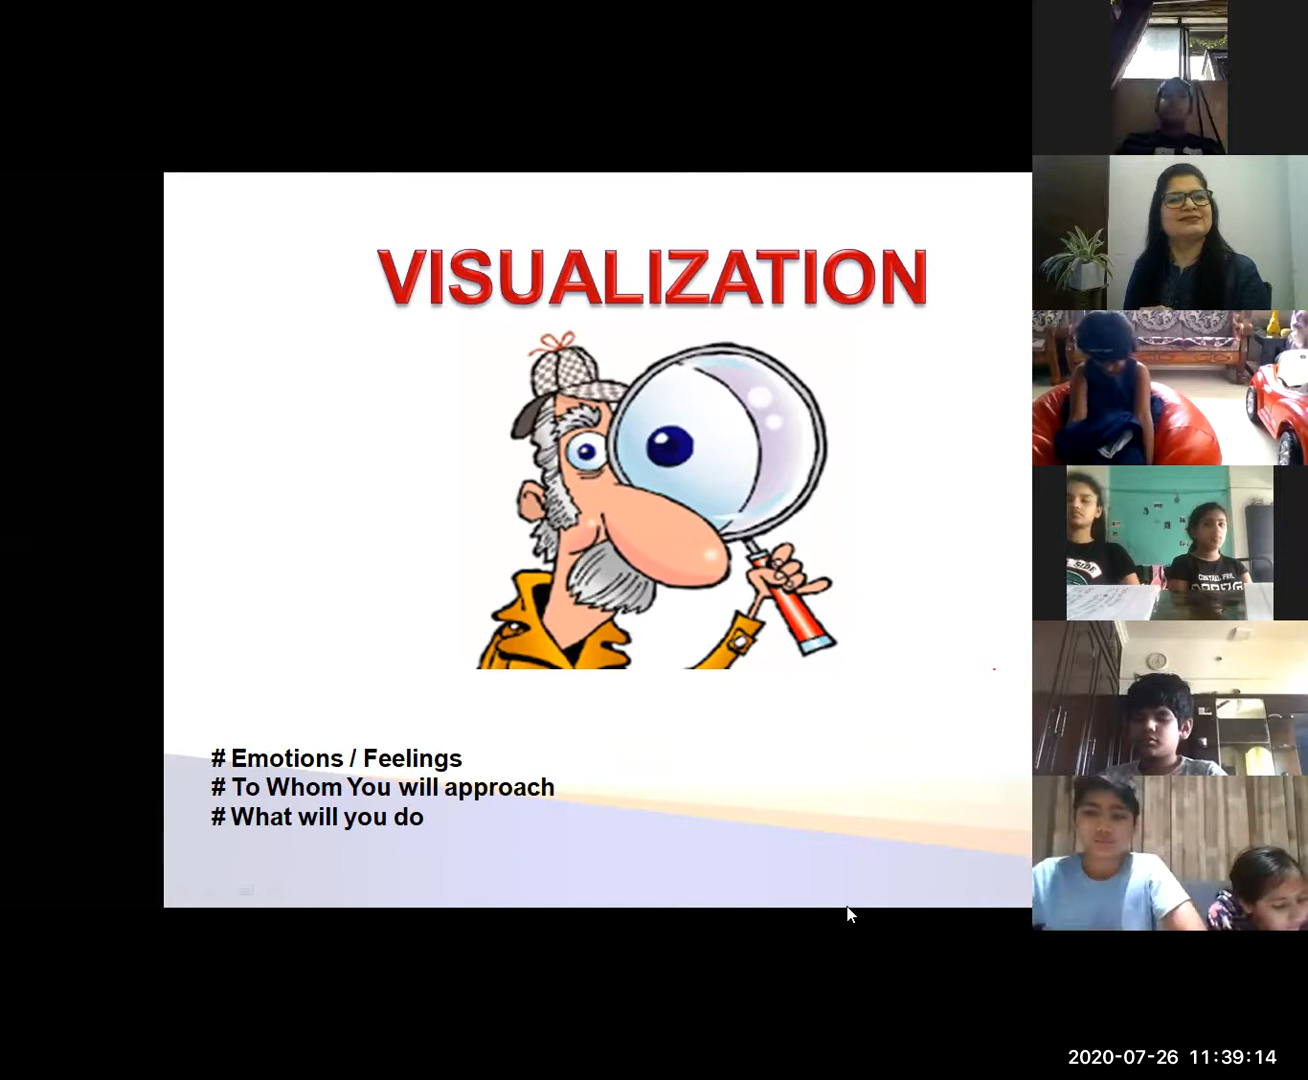 VISUALIZATION
# Emotions / Feelings
# To Whom You will approach
# What will you do
2020-07-26 11:39:14